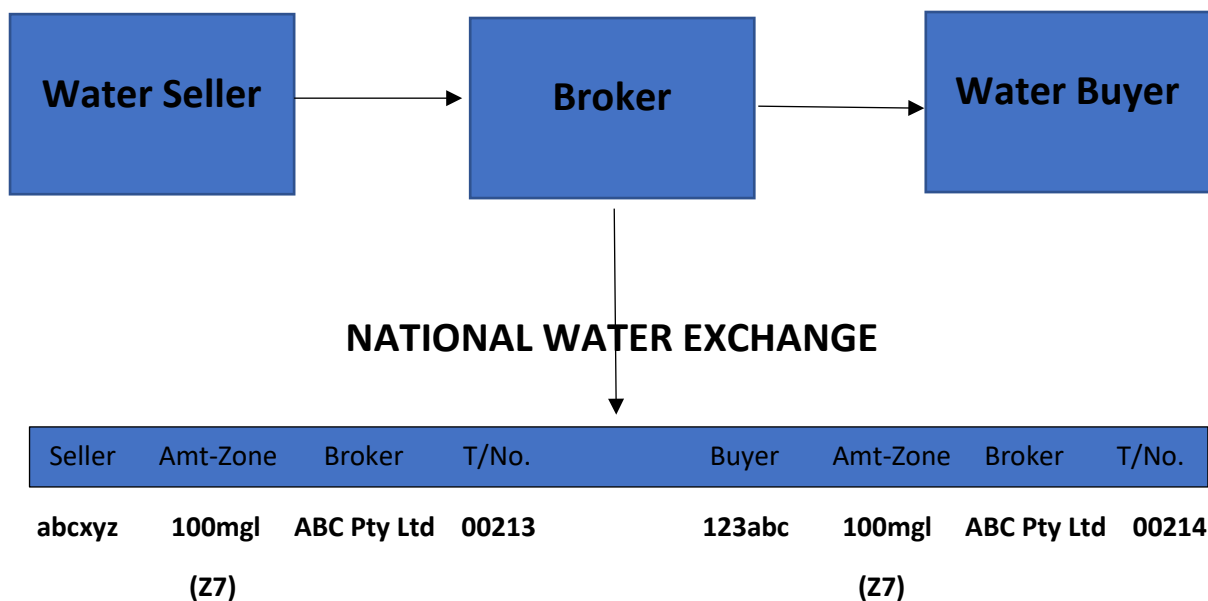 Water Seller
Broker
Water Buyer
NATIONAL WATER EXCHANGE
Seller Amt-Zone Broker T/No. Buyer Amt-Zone Broker T/No.
abcxyz 100mgl ABC Pty Ltd 00213 123abc 100mgl ABC Pty Ltd 00214
(Z7) (Z7)